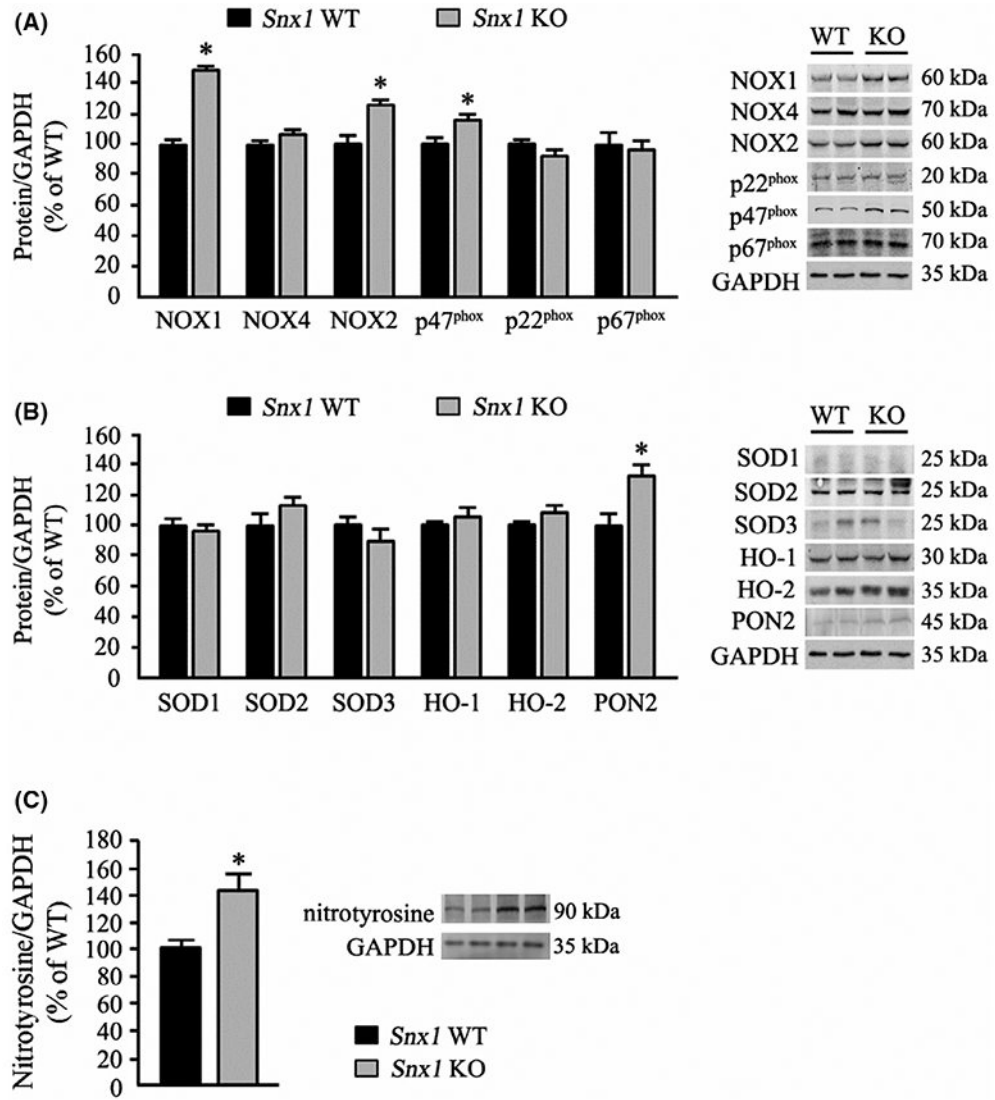 (A)
Snx1 WT
Snx1 KO
Protein/GAPDH
(% of WT)
160
140
120
100
80
60
40
20
0
*
*
*
NOX1 NOX4 NOX2 p47phox p22phox p67phox
WT KO
NOX1 60 kDa
NOX4 70 kDa
NOX2 60 kDa
p22phox 20 kDa
p47phox 50 kDa
p67phox 70 kDa
GAPDH 35 kDa
(B)
Snx1 WT
Snx1 KO
Protein/GAPDH
(% of WT)
160
140
120
100
80
60
40
20
0
*
SOD1 SOD2 SOD3 HO-1 HO-2 PON2
WT KO
SOD1 25 kDa
SOD2 25 kDa
SOD3 25 kDa
HO-1 30 kDa
HO-2 35 kDa
PON2 45 kDa
GAPDH 35 kDa
(C)
Nitrotyrosine/GAPDH
(% of WT)
180
160
140
120
100
80
60
40
20
0
*
nitrotyrosine 90 kDa
GAPDH 35 kDa
Snx1 WT
Snx1 KO